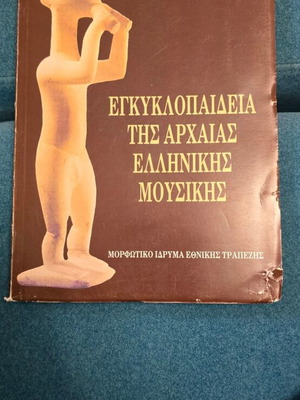 ΕΓΚΥΚΛΟΠΑΙΔΕΙΑ
ΤΗΣ ΑΡΧΑΙΑΣ
ΕΛΛΗΝΙΚΗΣ
ΜΟΥΣΙΚΗΣ
ΜΟΡΦΩΤΙΚΟ ΙΔΡΥΜΑ ΕΘΝΙΚΗΣ ΤΡΑΠΕΖΗΣ